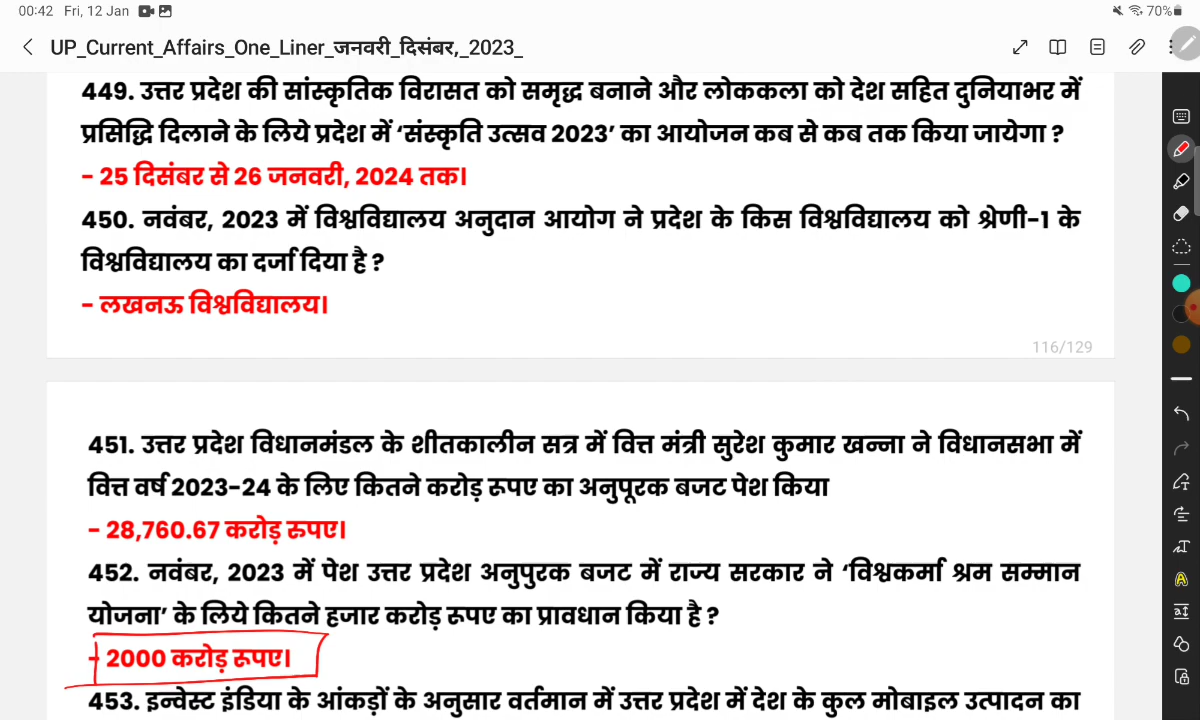 00:42 Fri, 12 Jan 70%
UP_Current_Affairs_One_Liner_जनवरी_दिसंबर,_2023_
449. उत्तर प्रदेश की सांस्कृतिक विरासत को समृद्ध बनाने और लोककला को देश सहित दुनियाभर में
प्रसिद्धि दिलाने के लिये प्रदेश में ‘संस्कृति उत्सव 2023’ का आयोजन कब से कब तक किया जायेगा ?
- 25 दिसंबर से 26 जनवरी, 2024 तक।
450. नवंबर, 2023 में विश्वविद्यालय अनुदान आयोग ने प्रदेश के किस विश्वविद्यालय को श्रेणी-1 के
विश्वविद्यालय का दर्जा दिया है ?
- लखनऊ विश्वविद्यालय।
116/129
451. उत्तर प्रदेश विधानमंडल के शीतकालीन सत्र में वित्त मंत्री सुरेश कुमार खन्ना ने विधानसभा में
वित्त वर्ष 2023-24 के लिए कितने करोड़ रूपए का अनुपूरक बजट पेश किया
- 28,760.67 करोड़ रुपए।
452. नवंबर, 2023 में पेश उत्तर प्रदेश अनुपुरक बजट में राज्य सरकार ने ‘विश्वकर्मा श्रम सम्मान
योजना’ के लिये कितने हजार करोड़ रूपए का प्रावधान किया है ?
- 2000 करोड़ रूपए।
453. इन्वेस्ट इंडिया के आंकड़ों के अनुसार वर्तमान में उत्तर प्रदेश में देश के कुल मोबाइल उत्पादन का